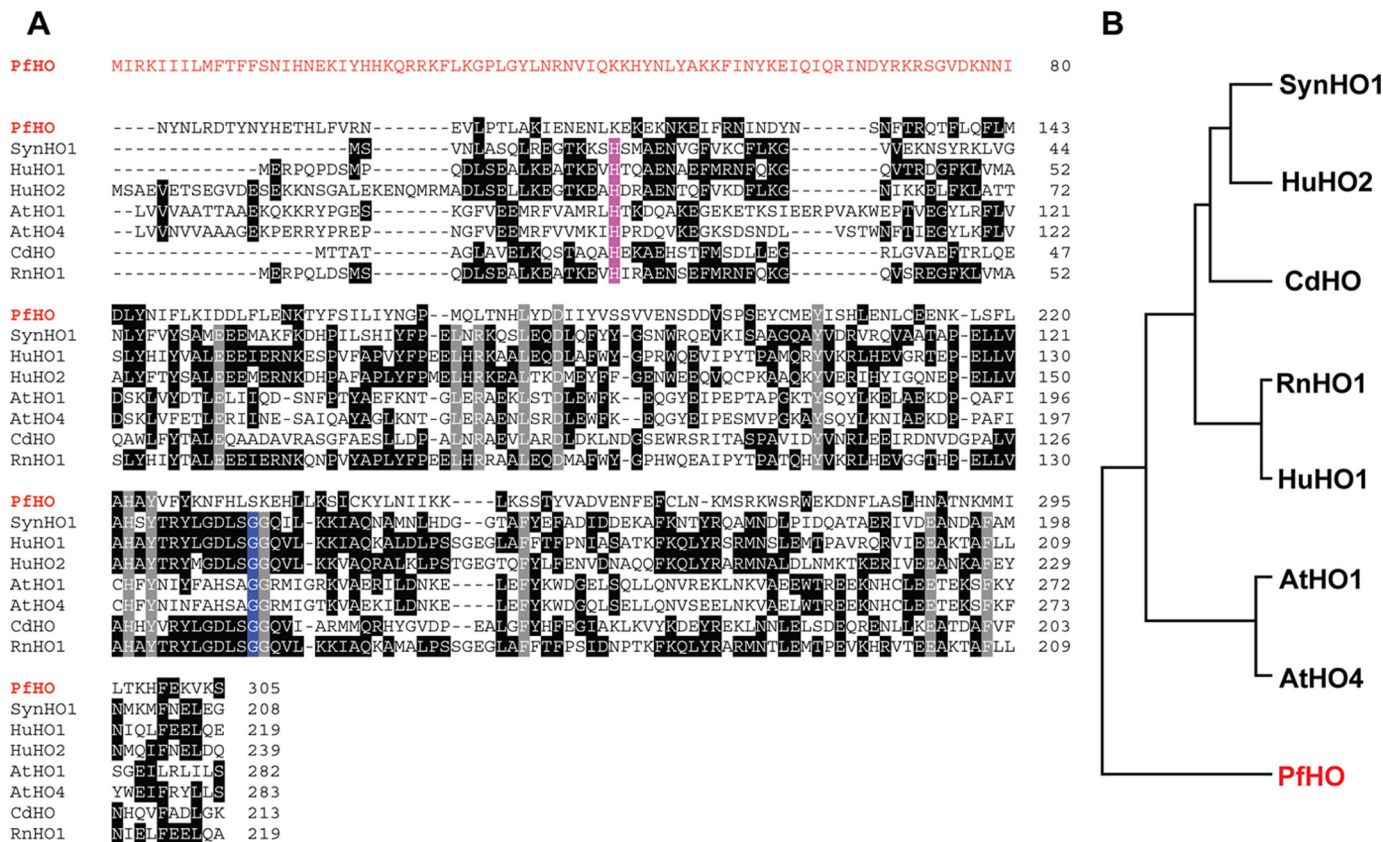 A
B
PfHO MIRKIIILMFTFFSNIHNEKIYHHKQRRKFLKGPLGYLNRNVIQKKHYNLYAKKFINYKEIQIQRINDYRKRSGVDKNNI 80
PfHO ----NYNLRDTYNYHETHLFVRN-------EVLPTLAKIENENLKEKEKNKEIFRNINDYN------SNFTRQTFLQFLM 143
SynHO1 ---------------------MS-------VNLASQLREGTKKSHSMAENVGFVKCFLKG-------VVEKNSYRKLVG 44
HuHO1 -------------MERPQPDSMS-------QDLSEALKEATKEVHTQAENAEFMRNFQKG-------QVTRDGFKLVMA 52
HuHO2 MSAEVETSEGVDESEKKNSGALEKENQMRMADLSELLKEGTKEAHDRAENTQFVKDFLKG-------NIKKELFKLATT 72
AtHO1 --LVVVAATTAAEKQKKRYPGES-------KGFVEEMRFVAMRLHTKDQAKEGEKETKSIEERPVAKWEPTVEGYLRFLV 121
AtHO4 --LVVNVVAAAGEKPERRYPREP-------NGFVEEMRFVVMKIHPRDQVKEGKSDSNDL----VSTWNFTIEGYLKFLV 122
CdHO ------------------MTTAT-------AGLAVELKQSTAQAHEKAEHSTFMSDLLEG-------RLGVAEFTRLQE 47
RnHO1 -------------MERPQLDSMS-------QDLSEALKEATKEVHIRAENSEFMRNFQKG-------QVSREGFKLVMA 52
PfHO DLYNIFLKIDDLFLENKTYFSILIYNGP--MQLTNHLYDDIIYVSSVVENSDDVSPSEYCMEYISHLENLCEENK-LSFL 220
SynHO1 NLYFVYSAMEEEMAKFKDHPILSHIYFP-ELNRKQSLEQDLQFYY-GSNWRQEVKISAAGQAYVDRVRQVAATAPELLV 121
HuHO1 SLYHIYVALEEEIERNKESPVFAPVYFPEELHRKAALEQDLAFWY-GPRWQEVIPYTPAMQRYVKRLHEVGRTEP-ELLV 130
HuHO2 ALYFTYSALEEEMERNKDHPAFAPLYFPMELHRKEALTKDMEYFF-GENWEEQVQCPKAAQKYVERIHYIGQNEP-ELLV 150
AtHO1 DSKLVYDTLELIIQD-SNFPTYAEFKNT-GLERAEKLSTDLEWFK--EQGYEIPEPTAPGKTYSQYLKELAEKDP-QAFI 196
AtHO4 DSKLVFETLERIINE-SAIQAYAGLKNT-GLERAENLSRDLEWFK--EQGYEIPESMVPGKAYSQYLKNIAEKDP-PAFI 197
CdHO QAWLFYTALEQAADAVRASGFAESLLDP-ALNRAEVLARDLDKLNDGSEWRSRITASPAVIDYVNRLEEIRDNVDGPALV 126
RnHO1 SLYHIYTALEEEIERNKQNPVYAPLYFPEELHRRAALEQDMAFWY-GPHWQEAIPYTPATQHYVKRLHEVGGTHP-ELLV 130
PfHO AHAYVFYKNFHLSKEHLLKSICKYLNIIKK----LKSSTYVADVENFEFCLN-KMSRKWSRWEKDNFLASLHNATNKMMI 295
SynHO1 AHSYTRYLGDLSGGQIL-KKIAQNAMNLHDG-GTAFYEFADIDDEKAFKNTYRQAMNDLPIDQATAERIVDEANDAFAM 198
HuHO1 AHAYTRYLGDLSGGQVL-KKIAQKALDLPSSGEGLAFFTFPNIASATKFKQLYRSRMNSLEMTPAVRQRVIEEAKTAFLL 209
HuHO2 AHAYTRYMGDLSGGQVL-KKVAQRALKLPSTGEGTQFYLFENVDNAQQFKQLYRARMNALDLNMKTKERIVEEANKAFEY 229
AtHO1 CHFYNIYFAHSAGGRMIGRKVAERILDNKE----LEFYKWDGELSQLLQNVREKLNKVAEEWTREEKNHCLEETEKSFKY 272
AtHO4 CHFYNINFAHSAGGRMIGTKVAEKILDNKE----LEFYKWDGQLSELLQNVSEELNKVAELWTREEKNHCLEETEKSFKF 273
CdHO AHHYVRYLGDLSGGQVI-ARMMQRHYGVDP--EALGFYHFEGIAKLKVYKDEYREKLNNLELSDEQRENLLKEATDAFVF 203
RnHO1 AHAYTRYLGDLSGGQVL-KKIAQKAMALPSSGEGLAFFTFPSIDNPTKFKQLYRARMNTLEMTPEVKHRVTEEAKTAFLL 209
PfHO LTKHFEKVKS 305
SynHO1 NMKMFNELEG 208
HuHO1 NIQLFEELQE 219
HuHO2 NMQIFNELDQ 239
AtHO1 SGEILRLILS 282
AtHO4 YWEIFRYLLS 283
CdHO NHQVFADLGK 213
RnHO1 NIELFEELQA 219
SynHO1
HuHO2
CdHO
RnHO1
HuHO1
AtHO1
AtHO4
PfHO